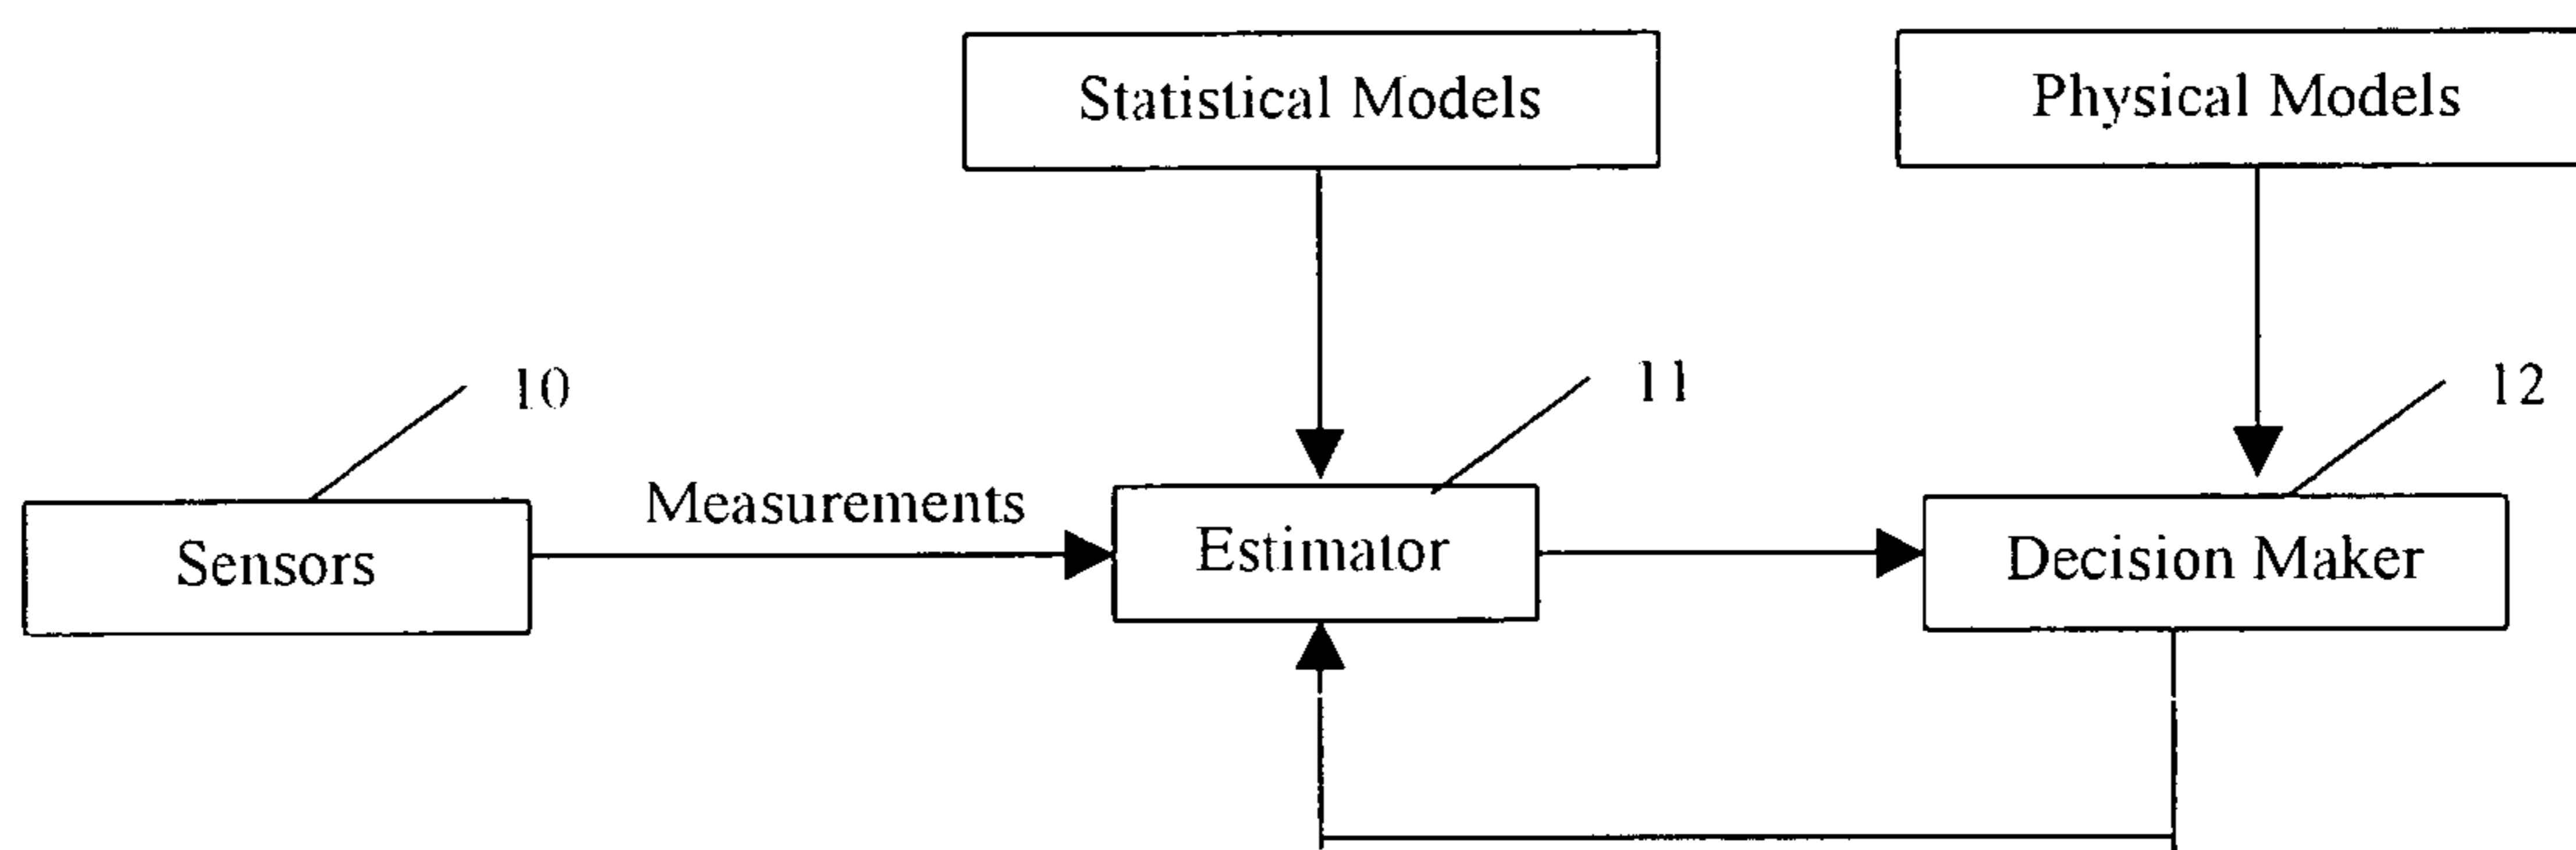 Statistical Models
Physical Models
10
11
12
Measurements
Sensors
Estimator
Decision Maker